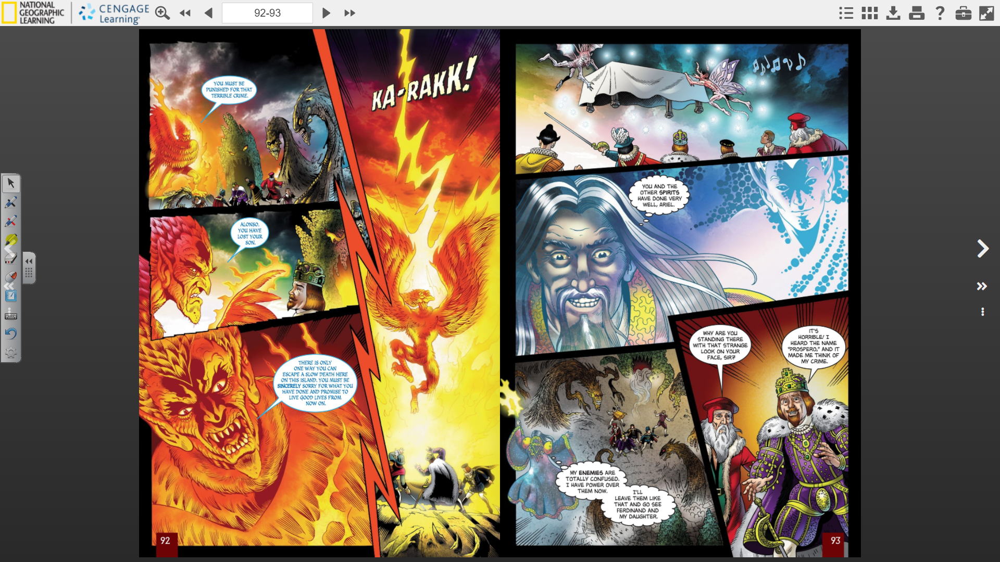 NATIONAL
GEOGRAPHIC
LEARNING
CENGAGE
Learning
92-93
YOU MUST BE
PUNISHED FOR THAT
TERRIBLE CRIME.
ALONSO,
YOU HAVE
LOST YOUR
SON.
THERE IS ONLY
ONE WAY YOU CAN
ESCAPE A SLOW DEATH HERE
ON THIS ISLAND. YOU MUST BE
SINCERELY SORRY FOR WHAT YOU
HAVE DONE AND PROMISE TO
LIVE GOOD LIVES FROM
NOW ON.
KA-RAKK!
92
YOU AND THE
OTHER SPIRITS
HAVE DONE VERY
WELL, ARIEL.
MY ENEMIES ARE
TOTALLY CONFUSED.
I HAVE POWER OVER
THEM NOW.
I'LL
LEAVE THEM LIKE
THAT AND GO SEE
FERDINAND AND
MY DAUGHTER.
WHY ARE YOU
STANDING THERE
WITH THAT STRANGE
LOOK ON YOUR
FACE, SIR?
IT'S
HORRIBLE! I
HEARD THE NAME
"PROSPERO," AND IT
MADE ME THINK OF
MY CRIME.
93